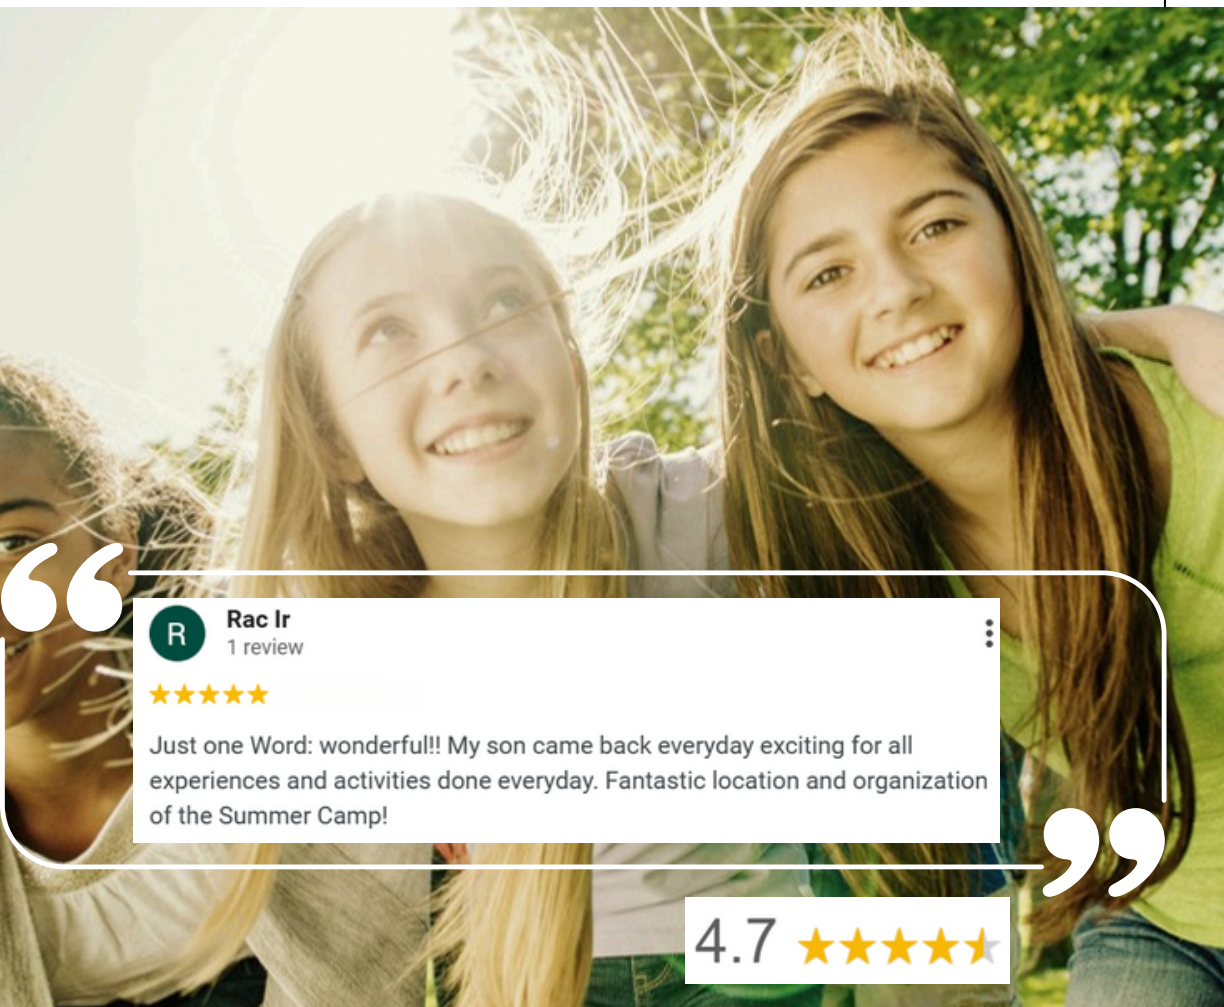 R
Rac Ir
1 review
Just one Word: wonderful!! My son came back everyday exciting for all
experiences and activities done everyday. Fantastic location and organization
of the Summer Camp!
4.7